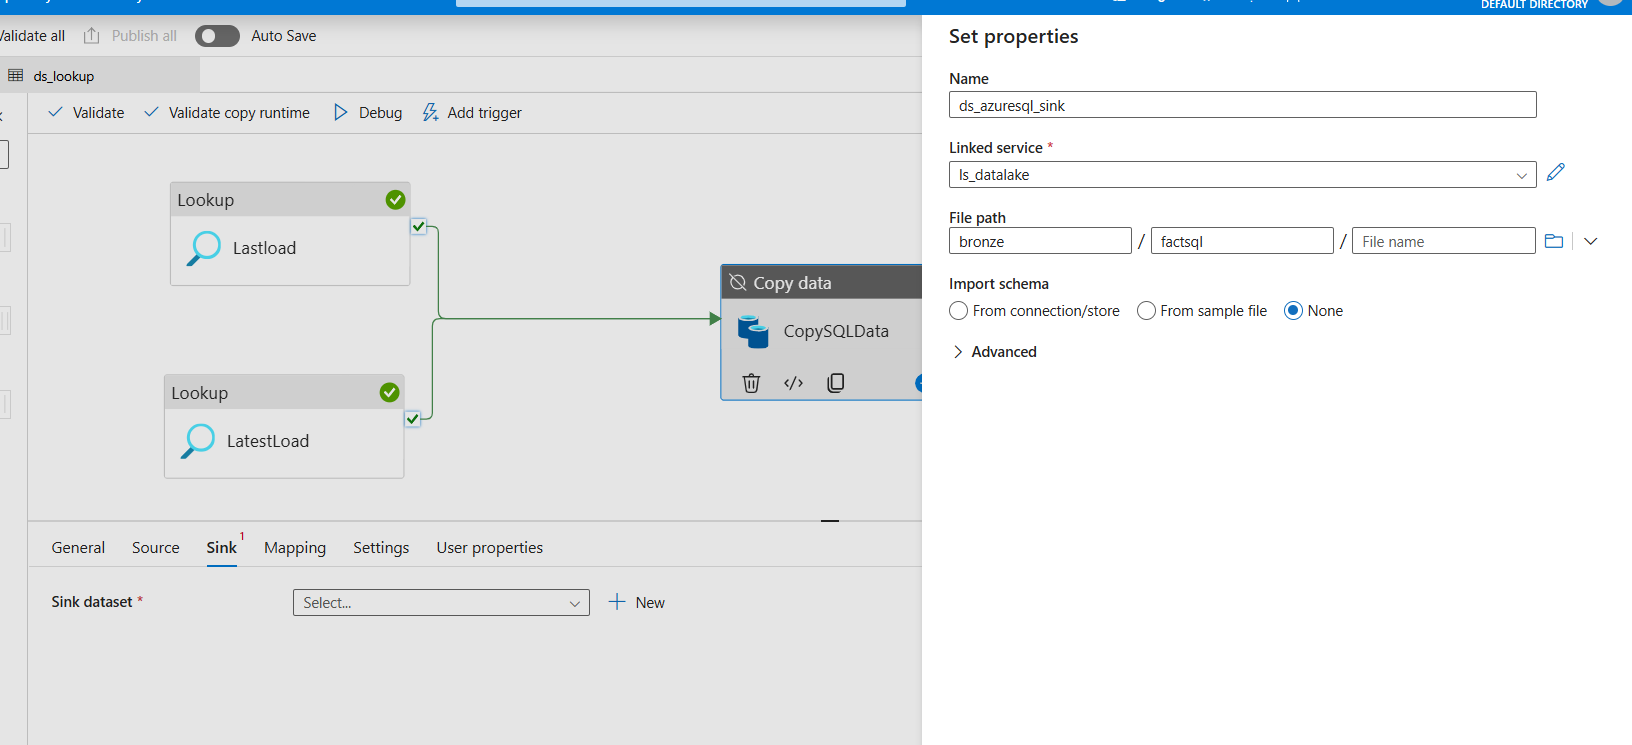 DEFAULT DIRECTORY
Validate all
Publish all
Auto Save
ds_lookup
Validate
Validate copy runtime
Debug
Add trigger
Lookup
Lastload
Lookup
LatestLoad
Copy data
CopySQLData
General
Source
Sink 1
Mapping
Settings
User properties
Sink dataset *
Select...
New
Set properties
Name
ds_azuresql_sink
Linked service *
ls_datalake
File path
bronze / factsql / File name
Import schema
From connection/store
From sample file
None
Advanced